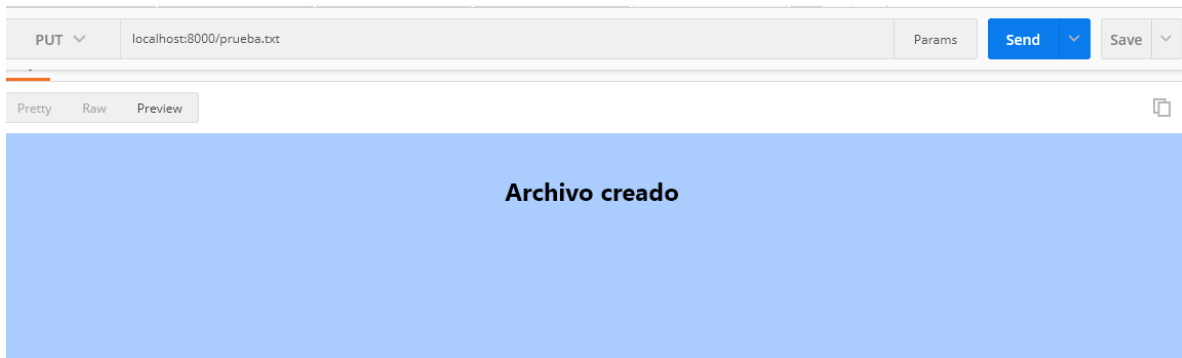 PUT localhost:8000/prueba.txt Params Send Save
Pretty Raw Preview
Archivo creado